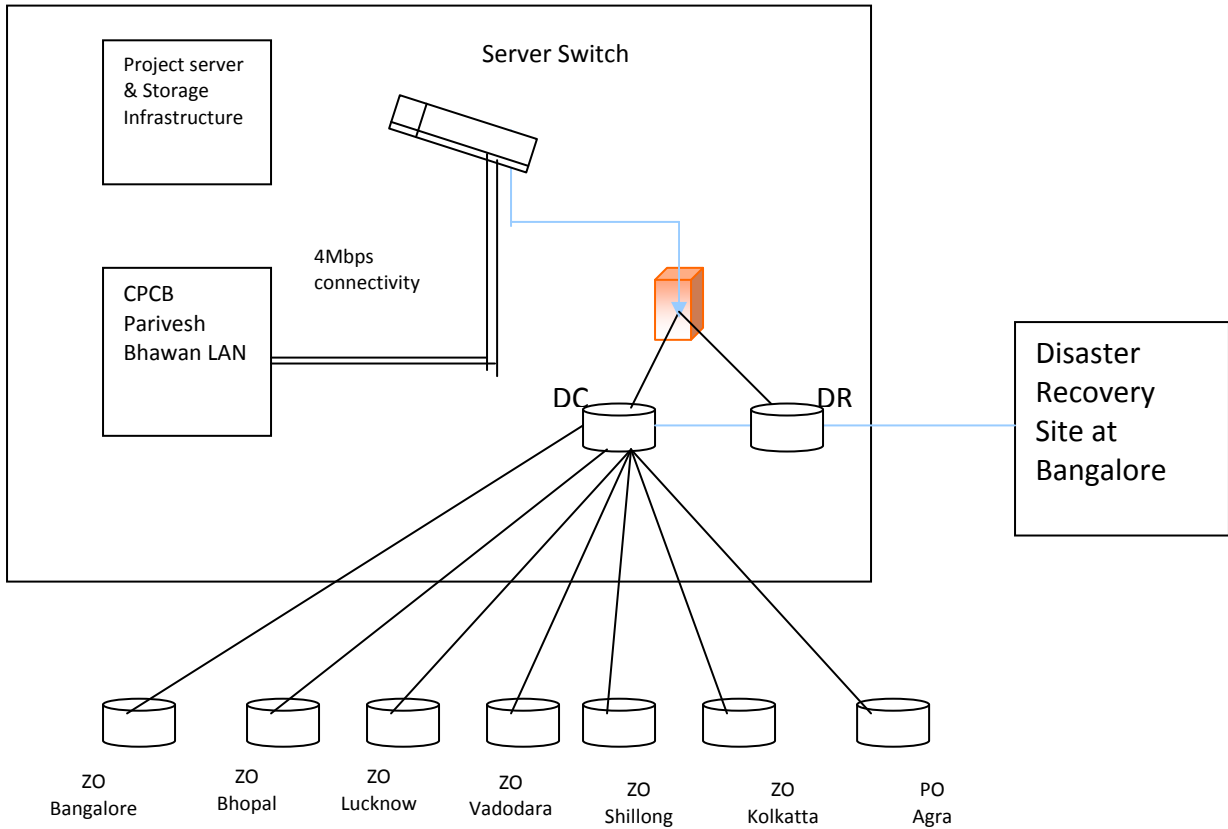 Server Switch
Project server
& Storage
Infrastructure
4Mbps
connectivity
CPCB
Parivesh
Bhawan LAN
DC
DR
Disaster
Recovery
Site at
Bangalore
ZO
Bangalore
ZO
Bhopal
ZO
Lucknow
ZO
Vadodara
ZO
Shillong
ZO
Kolkatta
PO
Agra